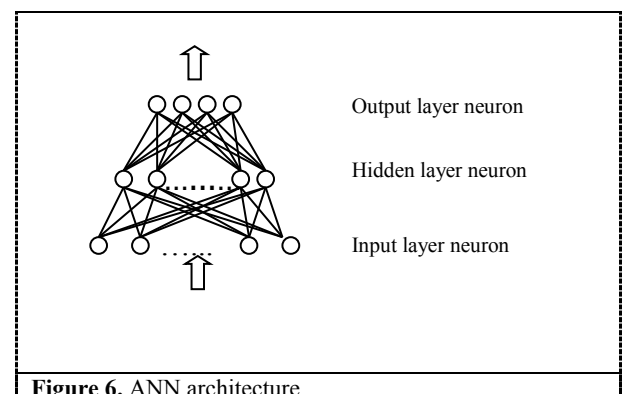 Output layer neuron
Hidden layer neuron
Input layer neuron
Figure 6. ANN architecture